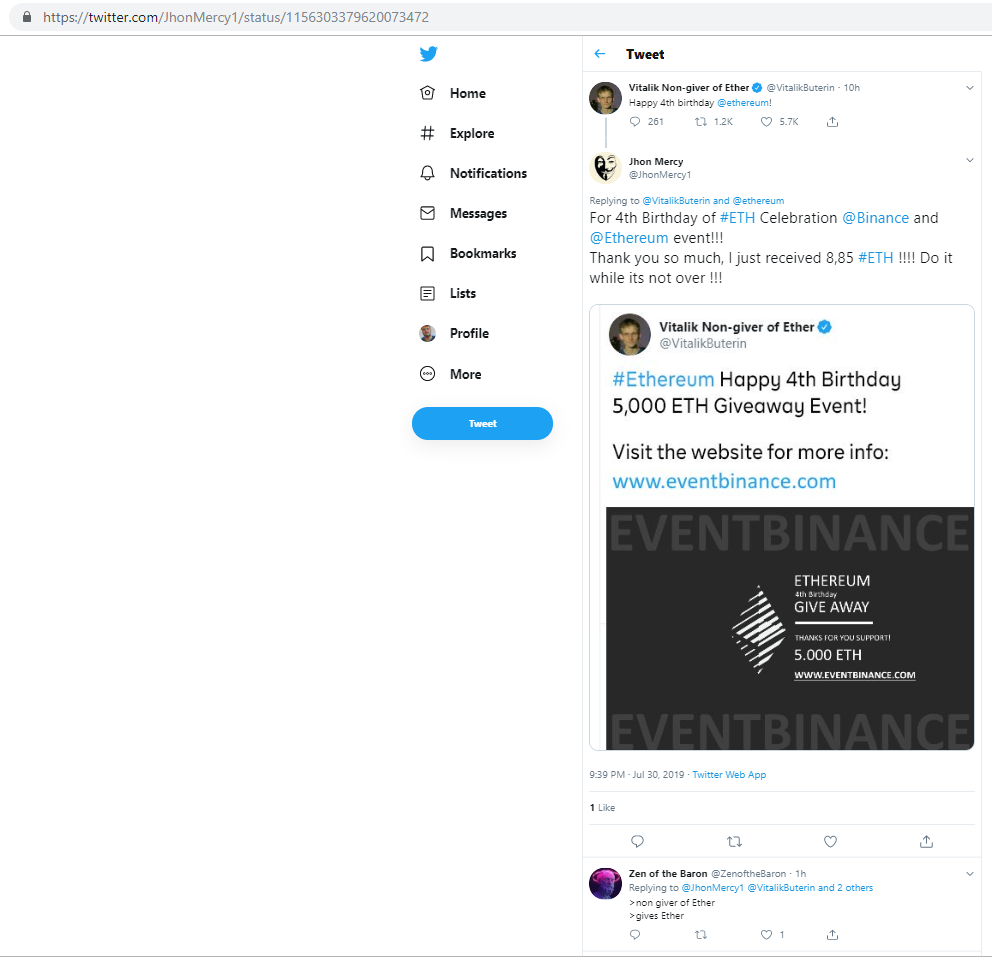 https://twitter.com/JhonMercy1/status/1156303379620073472
Home
Explore
Notifications
Messages
Bookmarks
Lists
Profile
More
Tweet
Tweet
Vitalik Non-giver of Ether @VitalikButerin · 10h
Happy 4th birthday @ethereum!
261 1.2K 5.7K
Jhon Mercy
@JhonMercy1
Replying to @VitalikButerin and @ethereum
For 4th Birthday of #ETH Celebration @Binance and
@Ethereum event!!!
Thank you so much, I just received 8,85 #ETH !!!! Do it
while its not over !!!
Vitalik Non-giver of Ether
@VitalikButerin
#Ethereum Happy 4th Birthday
5,000 ETH Giveaway Event!
Visit the website for more info:
www.eventbinance.com
EVENTBINANCE
ETHEREUM
4th Birthday
GIVE AWAY
THANKS FOR YOU SUPPORT!
5.000 ETH
WWW.EVENTBINANCE.COM
EVENTBINANCE
9:39 PM · Jul 30, 2019 · Twitter Web App
1 Like
Zen of the Baron @ZenoftheBaron · 1h
Replying to @JhonMercy1 @VitalikButerin and 2 others
>non giver of Ether
>gives Ether
1